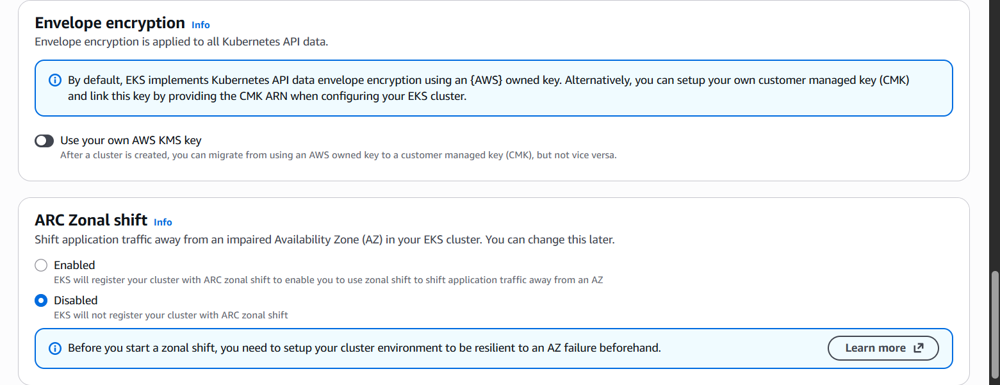 Envelope encryption Info
Envelope encryption is applied to all Kubernetes API data.
By default, EKS implements Kubernetes API data envelope encryption using an {AWS} owned key. Alternatively, you can setup your own customer managed key (CMK)
and link this key by providing the CMK ARN when configuring your EKS cluster.
Use your own AWS KMS key
After a cluster is created, you can migrate from using an AWS owned key to a customer managed key (CMK), but not vice versa.
ARC Zonal shift Info
Shift application traffic away from an impaired Availability Zone (AZ) in your EKS cluster. You can change this later.
Enabled
EKS will register your cluster with ARC zonal shift to enable you to use zonal shift to shift application traffic away from an AZ
Disabled
EKS will not register your cluster with ARC zonal shift
Before you start a zonal shift, you need to setup your cluster environment to be resilient to an AZ failure beforehand.
Learn more